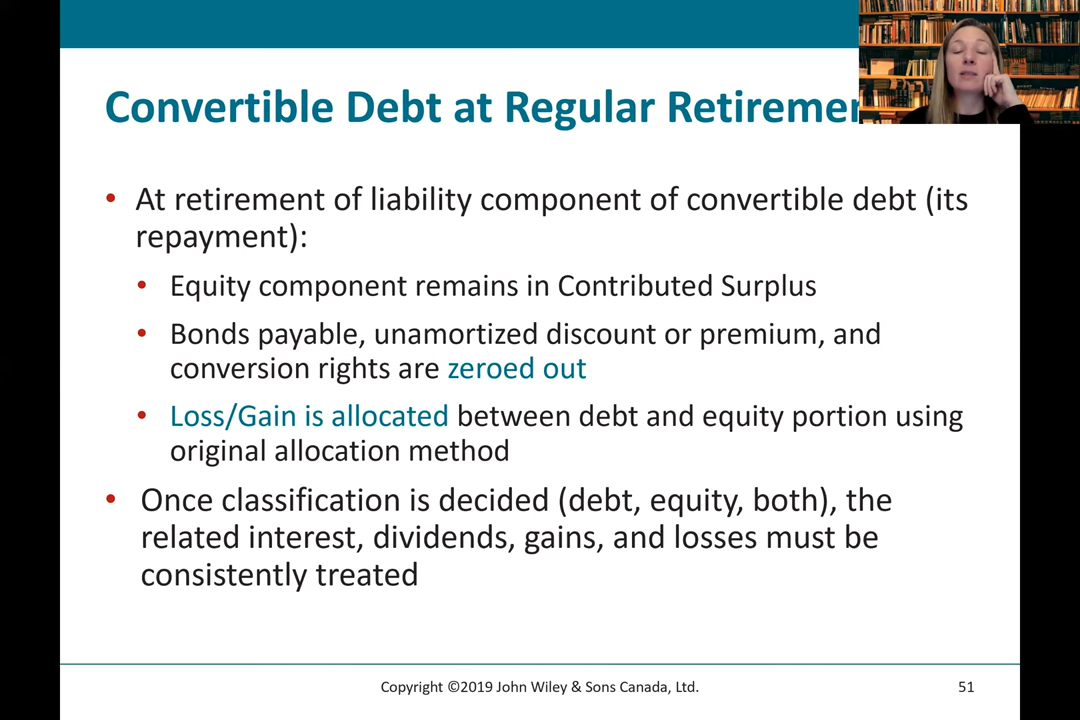 Convertible Debt at Regular
• At retirement of liability component of convertible debt (its
repayment):
• Equity component remains in Contributed Surplus
• Bonds payable, unamortized discount or premium, and
conversion rights are zeroed out
• Loss/Gain is allocated between debt and equity portion using
original allocation method
• Once classification is decided (debt, equity, both), the
related interest, dividends, gains, and losses must be
consistently treated
Copyright ©2019 John Wiley & Sons Canada, Ltd.
51